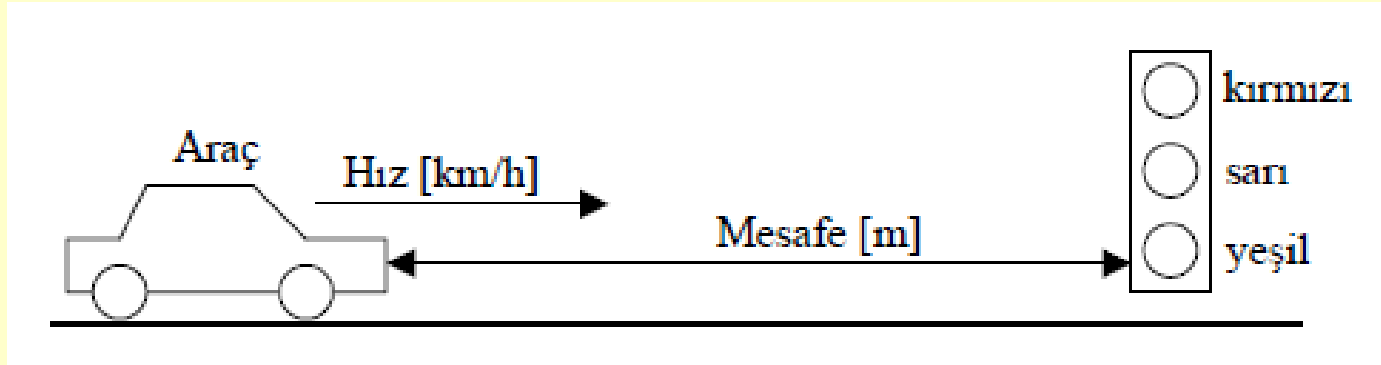 Araç
Hız [km/h]
Mesafe [m]
kırmızı
sarı
yeşil